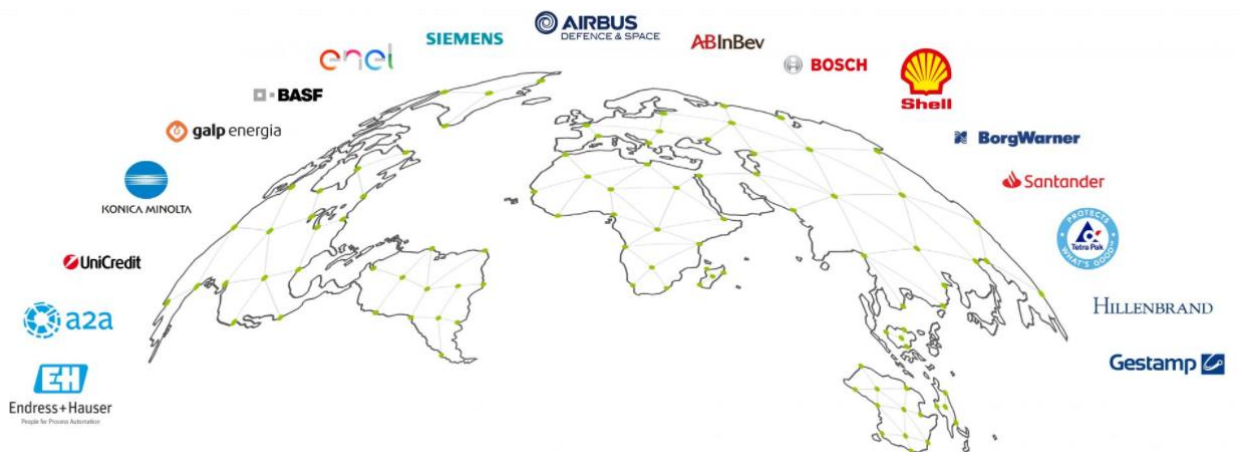 AIRBUS
DEFENCE & SPACE
SIEMENS
ABInBev
enel
BOSCH
Shell
BASF
galp energia
BorgWarner
KONICA MINOLTA
Santander
PROTECTS
Tetra Pak
WHAT'S GOOD
UniCredit
a2a
HILLENBRAND
Gestamp
EH
Endress+Hauser
People for Process Automation